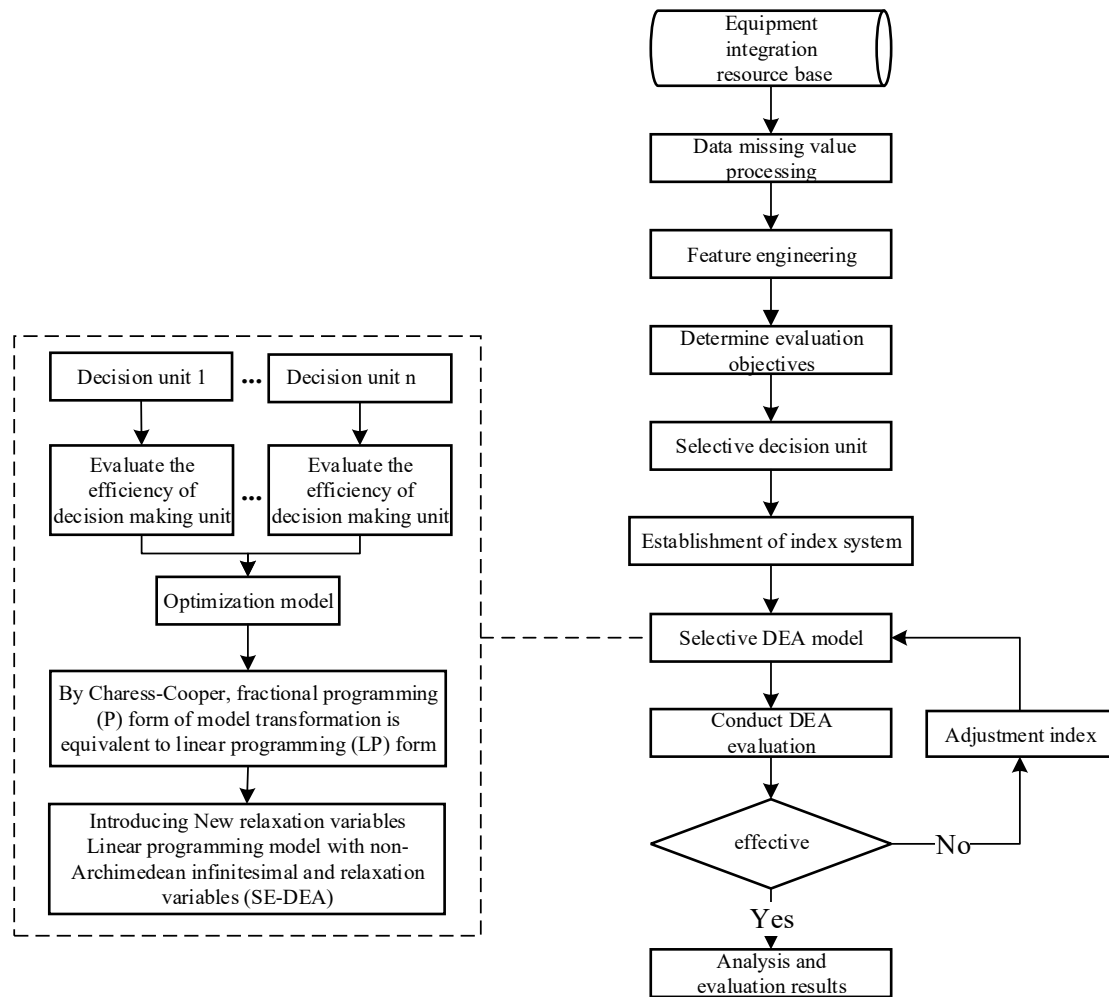 Equipment
integration
resource base
Data missing value
processing
Feature engineering
Determine evaluation
objectives
Selective decision unit
Establishment of index system
Selective DEA model
Conduct DEA
evaluation
Adjustment index
effective
No
Yes
Analysis and
evaluation results
Decision unit 1
...
Decision unit n
Evaluate the
efficiency of
decision making unit
...
Evaluate the
efficiency of
decision making unit
Optimization model
By Charess-Cooper, fractional programming
(P) form of model transformation is
equivalent to linear programming (LP) form
Introducing New relaxation variables
Linear programming model with non-
Archimedean infinitesimal and relaxation
variables (SE-DEA)